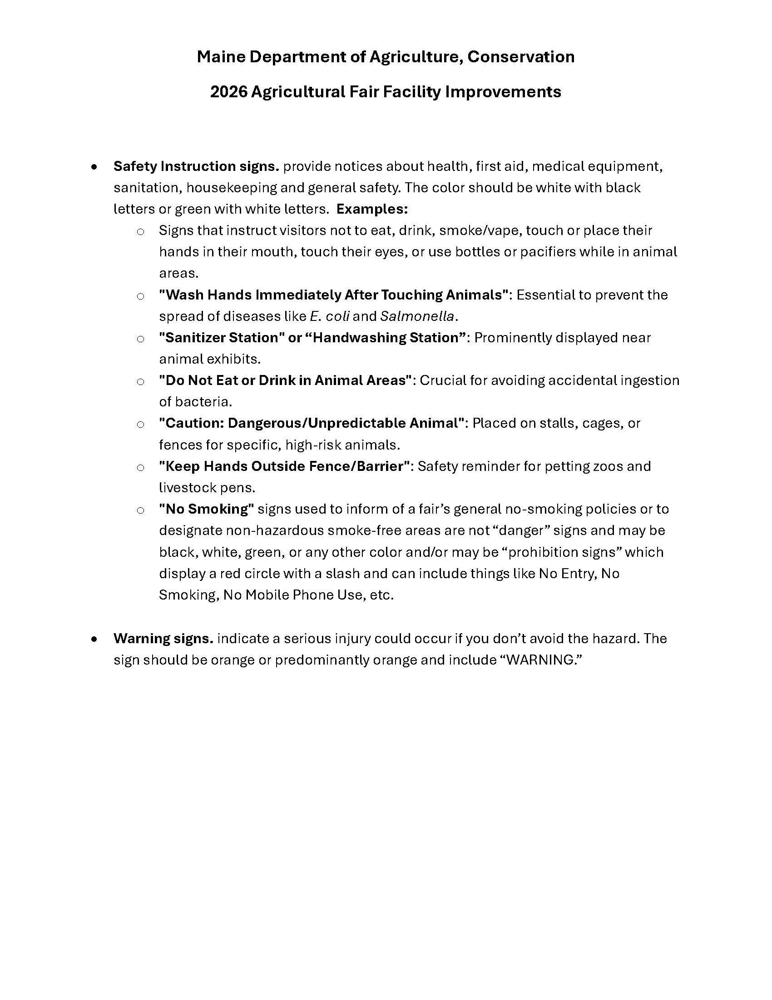 Maine Department of Agriculture, Conservation
2026 Agricultural Fair Facility Improvements
• Safety Instruction signs. provide notices about health, first aid, medical equipment,
sanitation, housekeeping and general safety. The color should be white with black
letters or green with white letters.  Examples:
o Signs that instruct visitors not to eat, drink, smoke/vape, touch or place their
hands in their mouth, touch their eyes, or use bottles or pacifiers while in animal
areas.
o "Wash Hands Immediately After Touching Animals": Essential to prevent the
spread of diseases like E. coli and Salmonella.
o "Sanitizer Station" or “Handwashing Station”: Prominently displayed near
animal exhibits.
o "Do Not Eat or Drink in Animal Areas": Crucial for avoiding accidental ingestion
of bacteria.
o "Caution: Dangerous/Unpredictable Animal": Placed on stalls, cages, or
fences for specific, high-risk animals.
o "Keep Hands Outside Fence/Barrier": Safety reminder for petting zoos and
livestock pens.
o "No Smoking" signs used to inform of a fair’s general no-smoking policies or to
designate non-hazardous smoke-free areas are not “danger” signs and may be
black, white, green, or any other color and/or may be “prohibition signs” which
display a red circle with a slash and can include things like No Entry, No
Smoking, No Mobile Phone Use, etc.
• Warning signs. indicate a serious injury could occur if you don’t avoid the hazard. The
sign should be orange or predominantly orange and include “WARNING.”